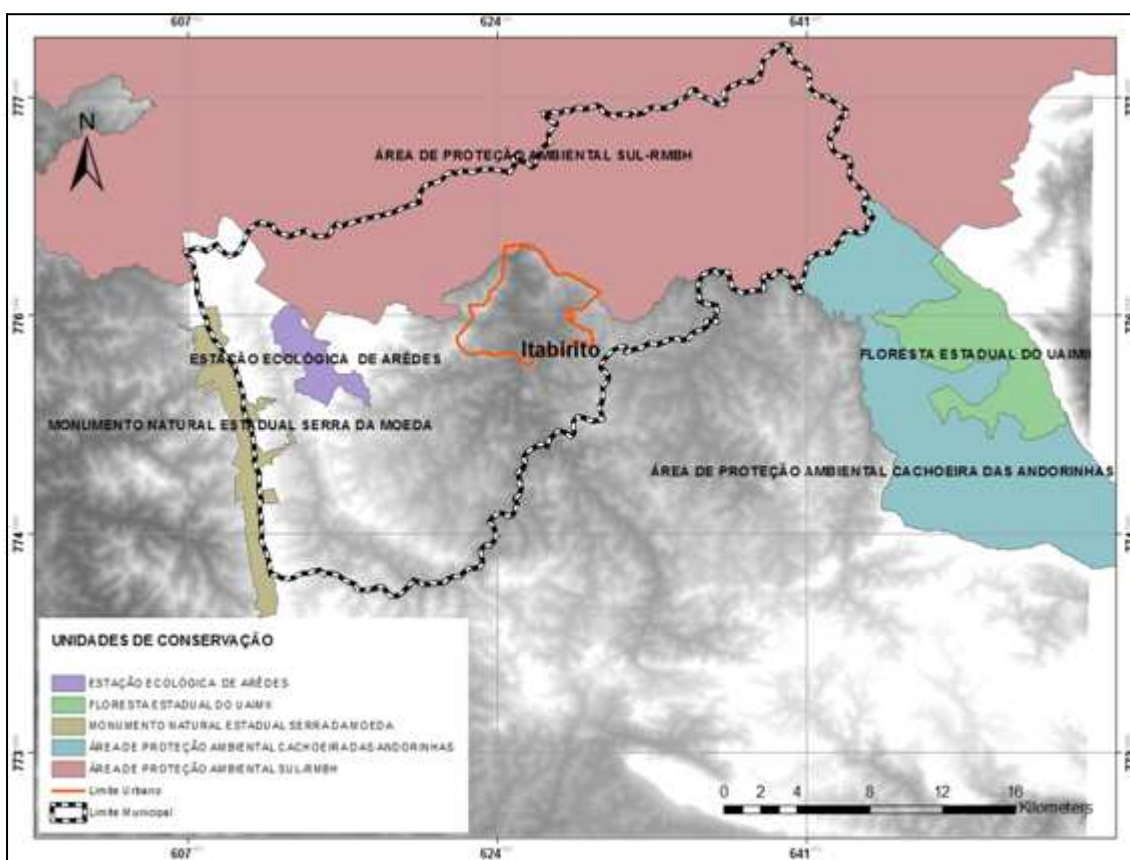 607
624
641
777
777
N
ÁREA DE PROTEÇÃO AMBIENTAL SUL-RMBH
776
776
Itabirito
ESTAÇÃO ECOLÓGICA DE ARÊDES
FLORESTA ESTADUAL DO UAIMII
MONUMENTO NATURAL ESTADUAL SERRA DA MOEDA
ÁREA DE PROTEÇÃO AMBIENTAL CACHOEIRA DAS ANDORINHAS
774
774
UNIDADES DE CONSERVAÇÃO
ESTAÇÃO ECOLÓGICA DE ARÊDES
FLORESTA ESTADUAL DO UAIMII
MONUMENTO NATURAL ESTADUAL SERRA DA MOEDA
ÁREA DE PROTEÇÃO AMBIENTAL CACHOEIRA DAS ANDORINHAS
ÁREA DE PROTEÇÃO AMBIENTAL SUL-RMBH
Limite Urbano
Limite Municipal
773
773
0 2 4 8 12 16
Kilometers
607
624
641